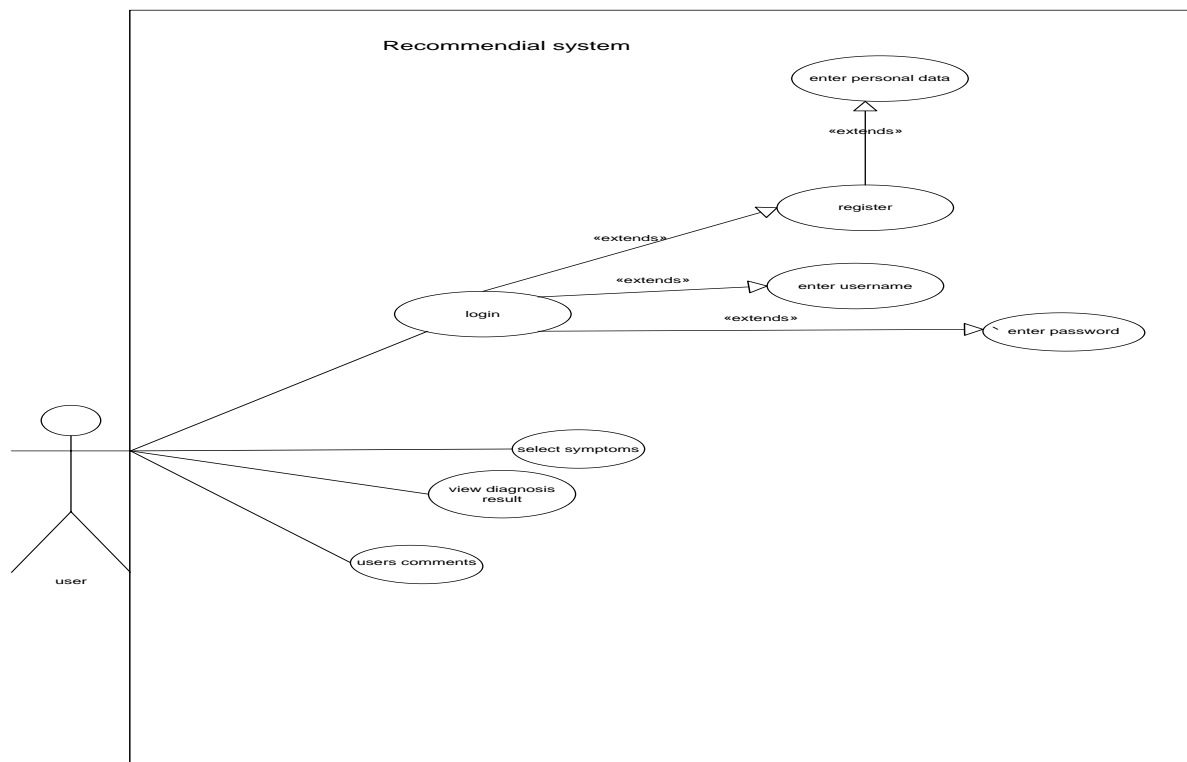 Recommendial system
enter personal data
«extends»
register
«extends»
«extends»
enter username
login
«extends»
enter password
select symptoms
view diagnosis
result
users comments
user